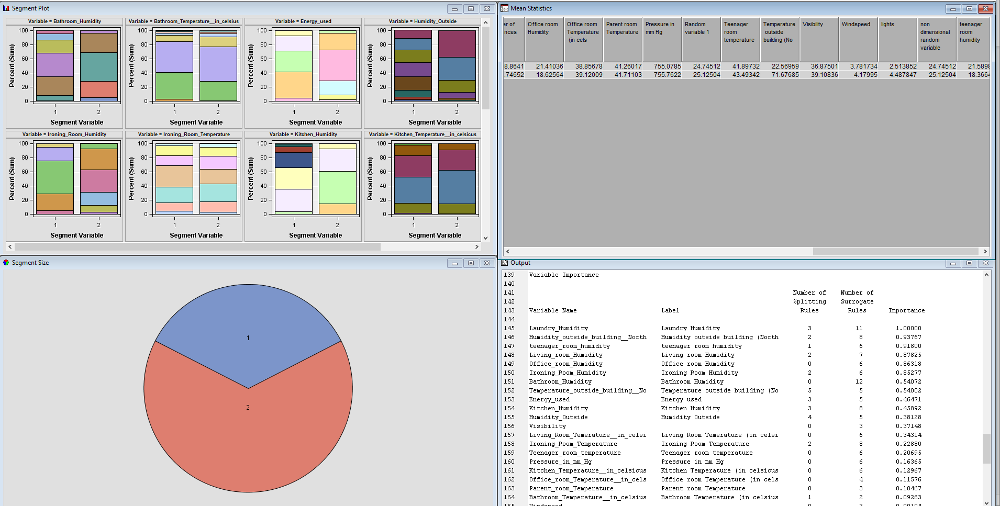 Segment Plot
Variable = Bathroom_Humidity
Percent (Sum)
100
80
60
40
20
0
1 2
Segment Variable
Variable = Bathroom_Temperature__in_celsius
Percent (Sum)
100
80
60
40
20
0
1 2
Segment Variable
Variable = Energy_used
Percent (Sum)
100
80
60
40
20
0
1 2
Segment Variable
Variable = Humidity_Outside
Percent (Sum)
100
80
60
40
20
0
1 2
Segment Variable
Variable = Ironing_Room_Humidity
Percent (Sum)
100
80
60
40
20
0
1 2
Segment Variable
Variable = Ironing_Room_Temperature
Percent (Sum)
100
80
60
40
20
0
1 2
Segment Variable
Variable = Kitchen_Humidity
Percent (Sum)
100
80
60
40
20
0
1 2
Segment Variable
Variable = Kitchen_Temperature__in_celsicus
Percent (Sum)
100
80
60
40
20
0
1 2
Segment Variable
Mean Statistics
er of Office room Office room Parent room Pressure in Random Teenager Temperature Visibility Windspeed lights non teenager
nces Humidity Temperature Temperature mm Hg variable 1 room outside dimensional room
(in cels temperature building (No random humidity
variable
8.8641 21.41036 38.85678 41.26017 755.0785 24.74512 41.89732 22.56959 36.87501 3.781734 2.513852 24.74512 21.589
.74652 18.62564 39.12009 41.71103 755.7622 25.12504 43.49342 71.67685 39.10836 4.17995 4.487847 25.12504 18.366
Segment Size
1
2
Output
139 Variable Importance
140
141 Number of Number of
142 Splitting Surrogate
143 Variable Name Label Rules Rules Importance
144
145 Laundry_Humidity Laundry Humidity 3 11 1.00000
146 Humidity_outside_building__North Humidity outside building (North 2 8 0.93767
147 teenager_room_humidity teenager room humidity 1 6 0.91800
148 Living_room_Humidity Living room Humidity 2 7 0.87825
149 Office_room_Humidity Office room Humidity 0 6 0.86318
150 Ironing_Room_Humidity Ironing Room Humidity 2 6 0.85277
151 Bathroom_Humidity Bathroom Humidity 0 12 0.54072
152 Temperature_outside_building__No Temperature outside building (No 5 5 0.54002
153 Energy_used Energy used 3 5 0.46471
154 Kitchen_Humidity Kitchen Humidity 3 8 0.45892
155 Humidity_Outside Humidity Outside 4 5 0.38128
156 Visibility 0 3 0.37148
157 Living_Room_Temerature__in_celsi Living Room Temerature (in celsi 0 6 0.34314
158 Ironing_Room_Temperature Ironing Room Temperature 2 8 0.22880
159 Teenager_room_temperature Teenager room temperature 0 6 0.20695
160 Pressure_in_mm_Hg Pressure in mm Hg 0 6 0.16365
161 Kitchen_Temperature__in_celsicus Kitchen Temperature (in celsicus 0 6 0.12967
162 Office_room_Temperature__in_cels Office room Temperature (in cels 0 4 0.11576
163 Parent_room_Temperature Parent room Temperature 0 3 0.10467
164 Bathroom_Temperature__in_celsius Bathroom Temperature (in celsius 1 2 0.09263